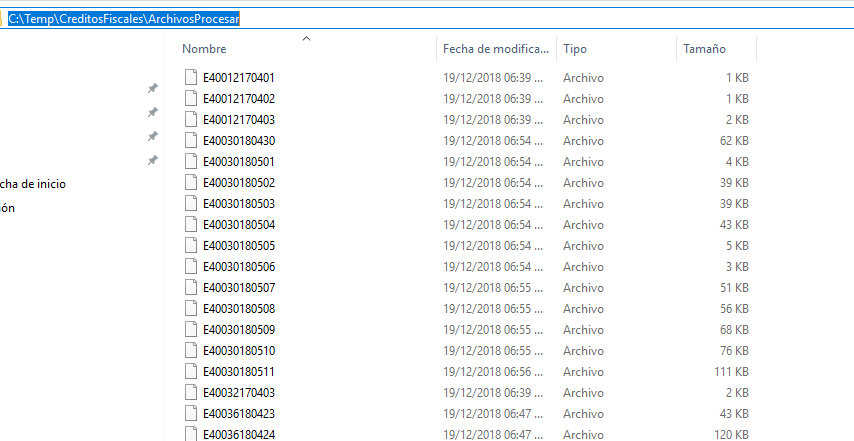 C:\Temp\CreditosFiscales\ArchivosProcesar
Nombre Fecha de modifica... Tipo Tamaño
E40012170401 19/12/2018 06:39 ... Archivo 1 KB
E40012170402 19/12/2018 06:39 ... Archivo 1 KB
E40012170403 19/12/2018 06:39 ... Archivo 2 KB
E40030180430 19/12/2018 06:54 ... Archivo 62 KB
E40030180501 19/12/2018 06:54 ... Archivo 4 KB
E40030180502 19/12/2018 06:54 ... Archivo 39 KB
cha de inicio E40030180503 19/12/2018 06:54 ... Archivo 39 KB
ión E40030180504 19/12/2018 06:54 ... Archivo 43 KB
E40030180505 19/12/2018 06:54 ... Archivo 5 KB
E40030180506 19/12/2018 06:54 ... Archivo 3 KB
E40030180507 19/12/2018 06:55 ... Archivo 51 KB
E40030180508 19/12/2018 06:55 ... Archivo 56 KB
E40030180509 19/12/2018 06:55 ... Archivo 68 KB
E40030180510 19/12/2018 06:55 ... Archivo 76 KB
E40030180511 19/12/2018 06:56 ... Archivo 111 KB
E40032170403 19/12/2018 06:39 ... Archivo 2 KB
E40036180423 19/12/2018 06:47 ... Archivo 43 KB
E40036180424 19/12/2018 06:47 ... Archivo 120 KB